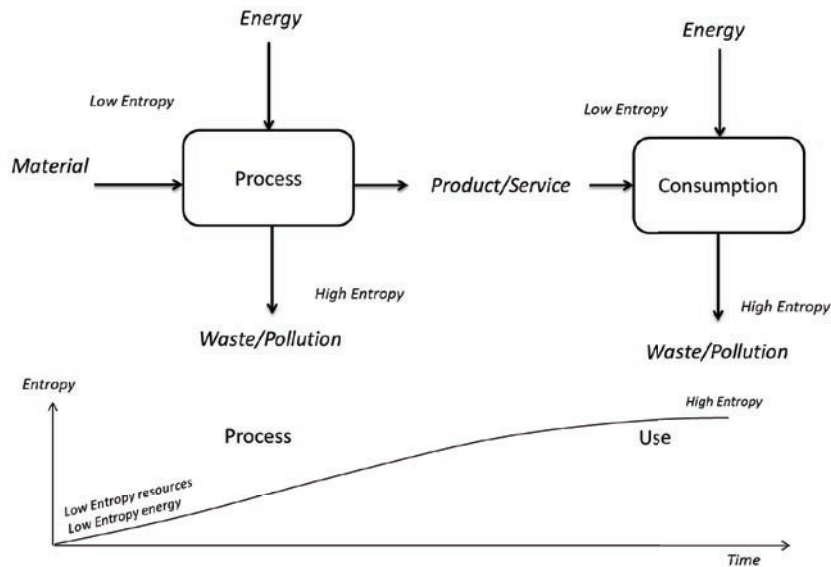 Energy
Energy
Low Entropy
Low Entropy
Material
Process
Product/Service
Consumption
High Entropy
High Entropy
Waste/Pollution
Waste/Pollution
Entropy
High Entropy
Process
Use
Low Entropy resources
Low Entropy energy
Time